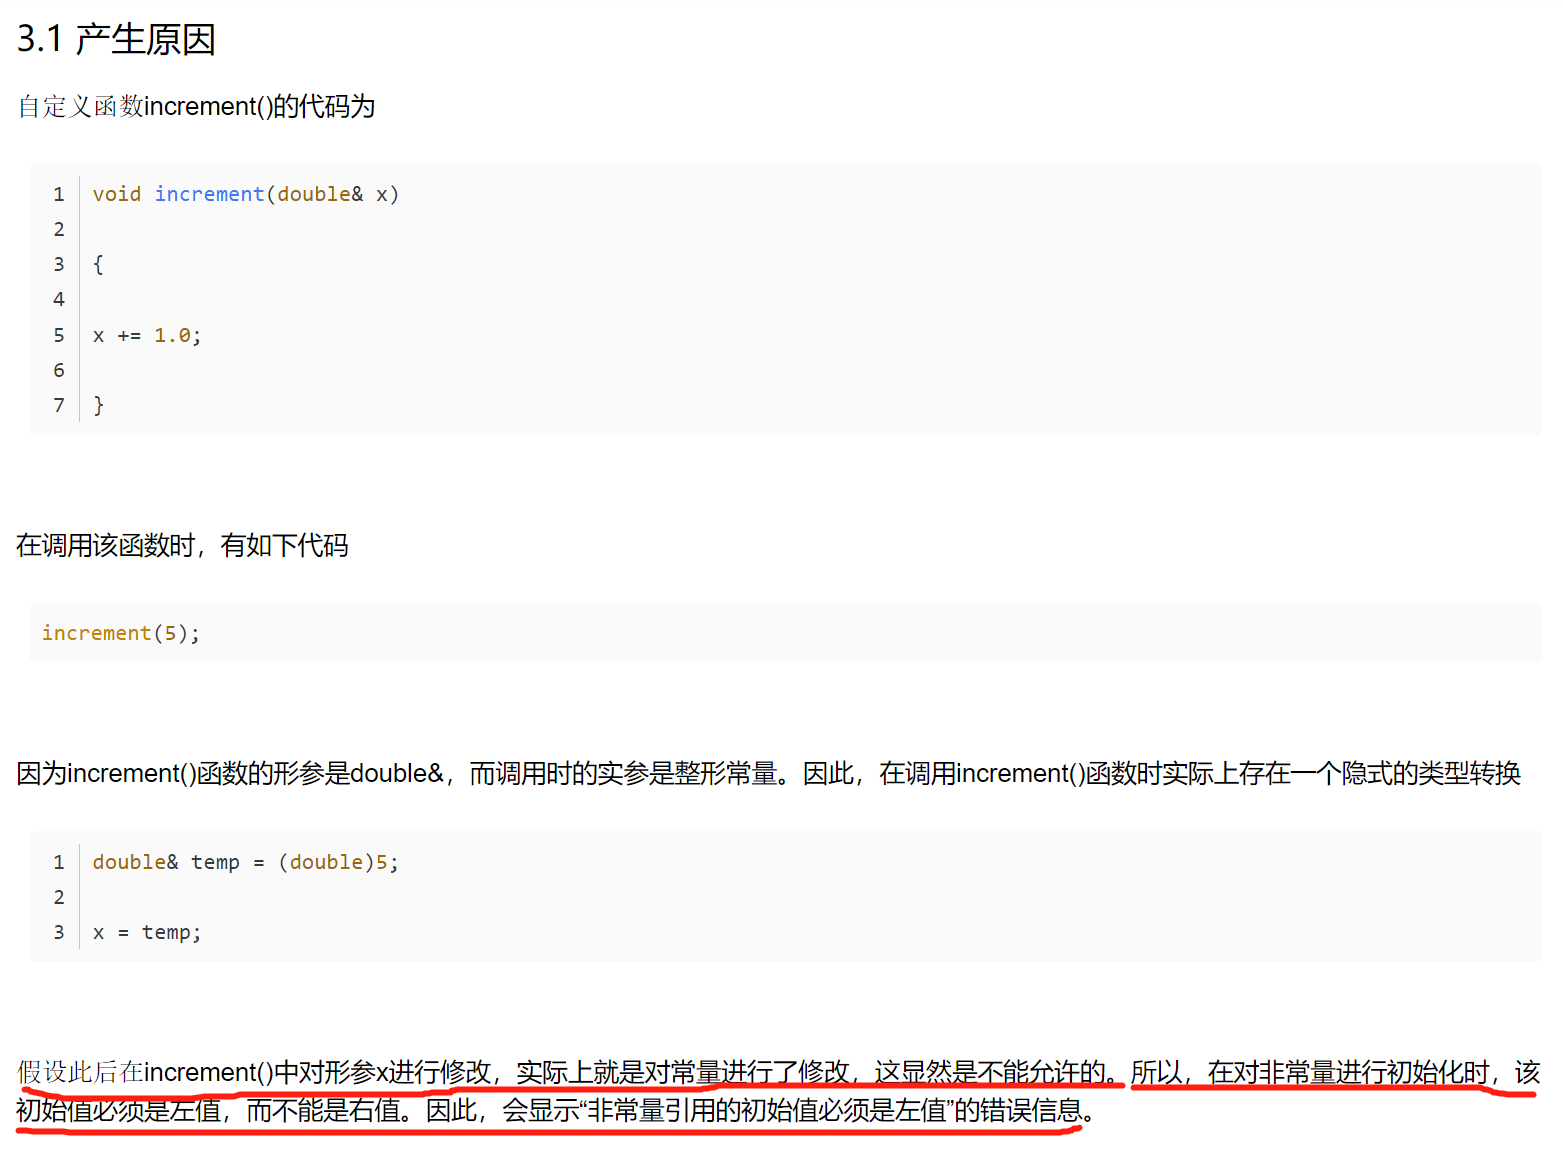 3.1 产生原因
自定义函数increment()的代码为
1 void increment(double& x)
2
3 {
4
5 x += 1.0;
6
7 }
在调用该函数时，有如下代码
increment(5);
因为increment()函数的形参是double&，而调用时的实参是整形常量。因此，在调用increment()函数时实际上存在一个隐式的类型转换
1 double& temp = (double)5;
2
3 x = temp;
假设此后在increment()中对形参x进行修改，实际上就是对常量进行了修改，这显然是不能允许的。所以，在对非常量进行初始化时，该
初始值必须是左值，而不能是右值。因此，会显示“非常量引用的初始值必须是左值”的错误信息。